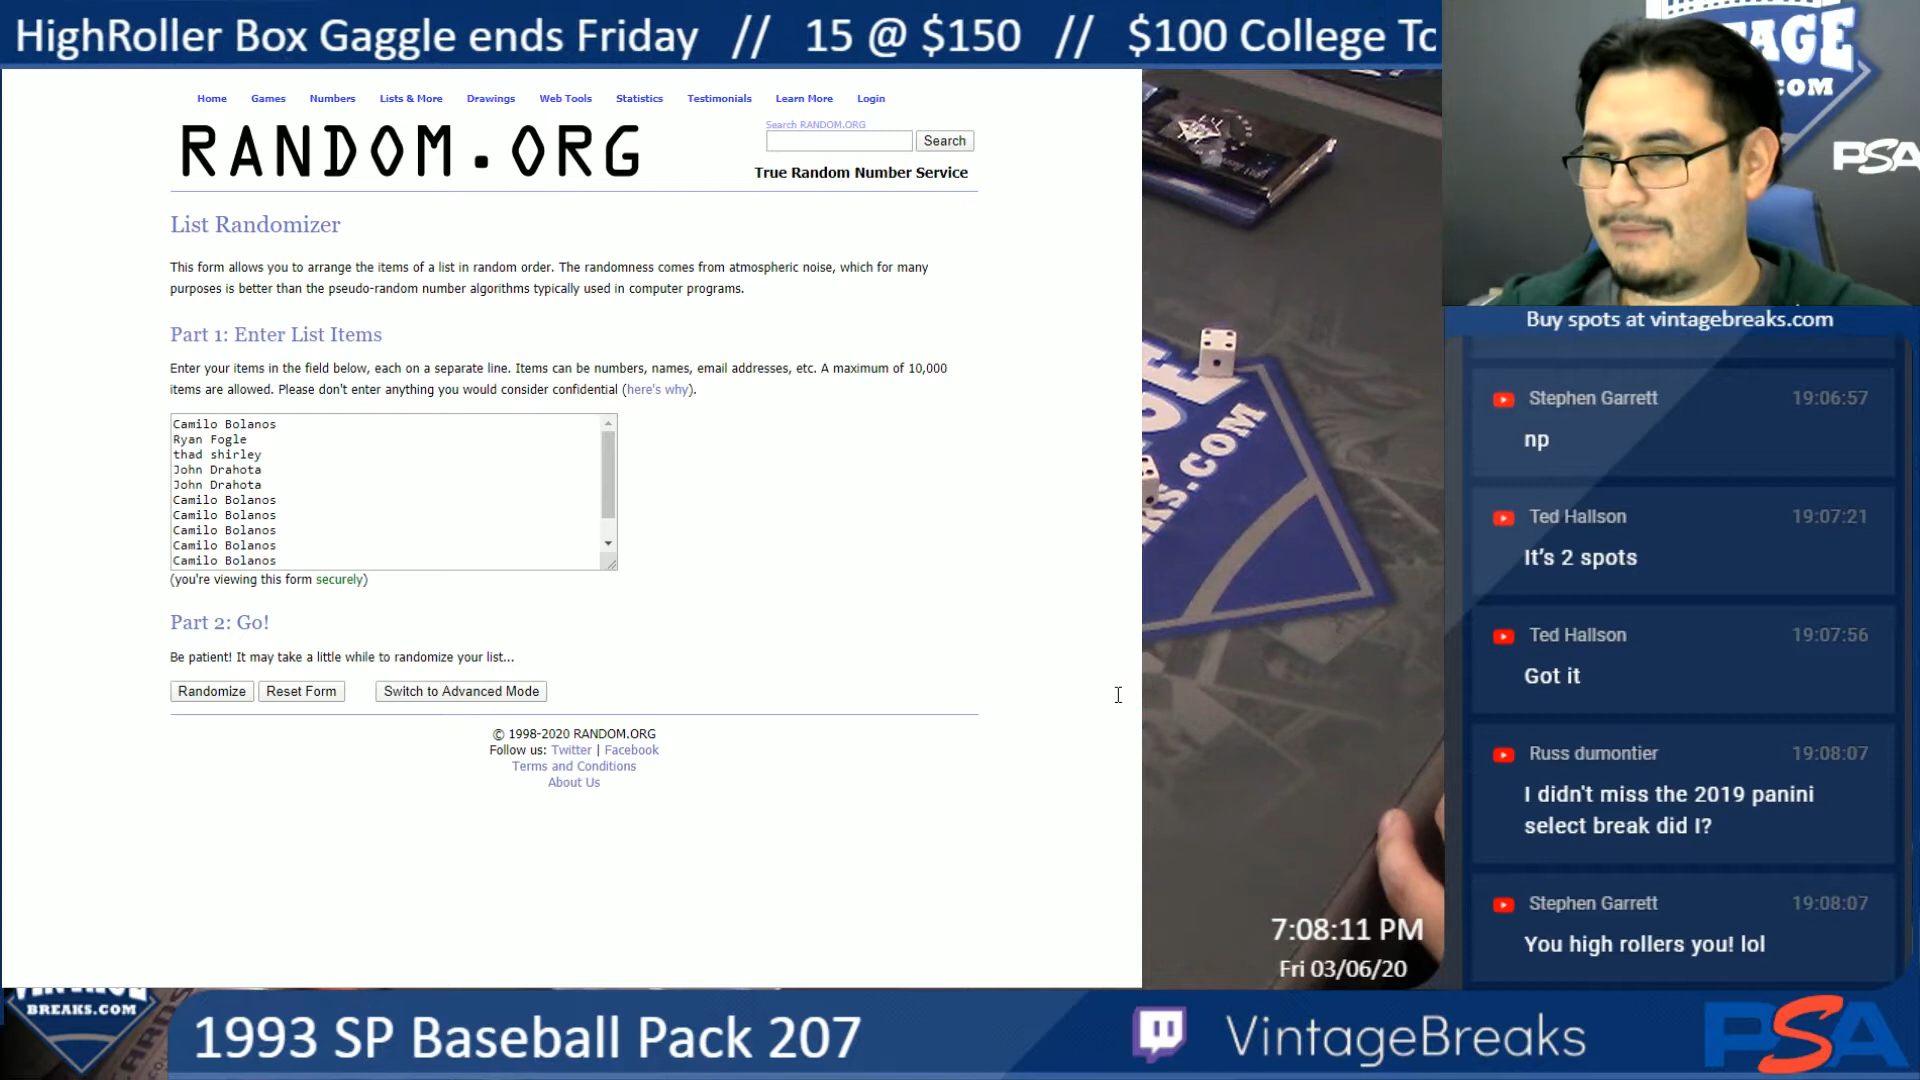 HighRoller Box Gaggle ends Friday // 15 @ $150 // $100 College To
AGE
.COM
PSA
Home Games Numbers Lists & More Drawings Web Tools Statistics Testimonials Learn More Login
RANDOM.ORG
Search RANDOM.ORG
Search
True Random Number Service
List Randomizer
This form allows you to arrange the items of a list in random order. The randomness comes from atmospheric noise, which for many
purposes is better than the pseudo-random number algorithms typically used in computer programs.
Part 1: Enter List Items
Enter your items in the field below, each on a separate line. Items can be numbers, names, email addresses, etc. A maximum of 10,000
items are allowed. Please don't enter anything you would consider confidential (here's why).
Camilo Bolanos
Ryan Fogle
thad shirley
John Drahota
John Drahota
Camilo Bolanos
Camilo Bolanos
Camilo Bolanos
Camilo Bolanos
Camilo Bolanos
(you're viewing this form securely)
Part 2: Go!
Be patient! It may take a little while to randomize your list...
Randomize Reset Form Switch to Advanced Mode
© 1998-2020 RANDOM.ORG
Follow us: Twitter | Facebook
Terms and Conditions
About Us
KS.COM
7:08:11 PM
Fri 03/06/20
Buy spots at vintagebreaks.com
Stephen Garrett 19:06:57
np
Ted Hallson 19:07:21
It's 2 spots
Ted Hallson 19:07:56
Got it
Russ dumontier 19:08:07
I didn't miss the 2019 panini
select break did I?
Stephen Garrett 19:08:07
You high rollers you! lol
VINTAGE
BREAKS.COM
1993 SP Baseball Pack 207
VintageBreaks
PSA